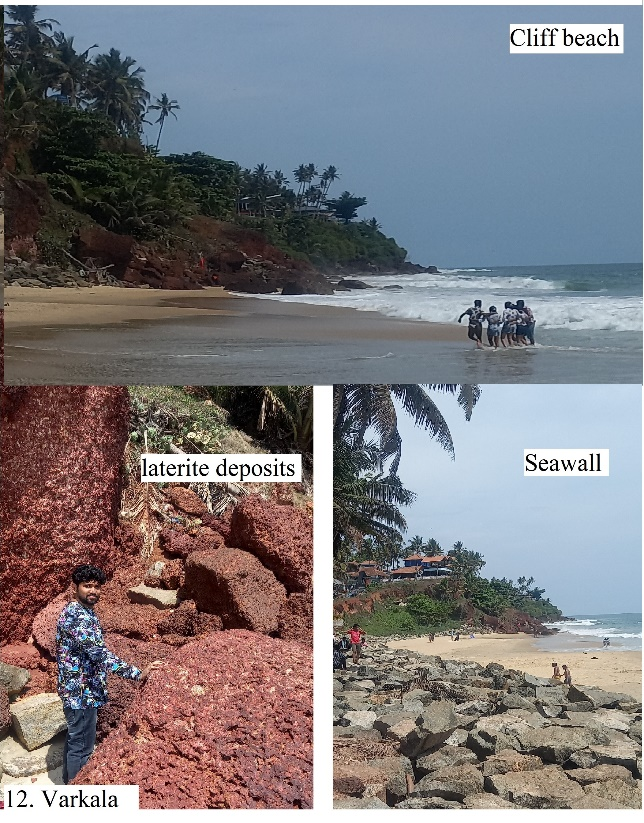 Cliff beach
laterite deposits
Seawall
12. Varkala